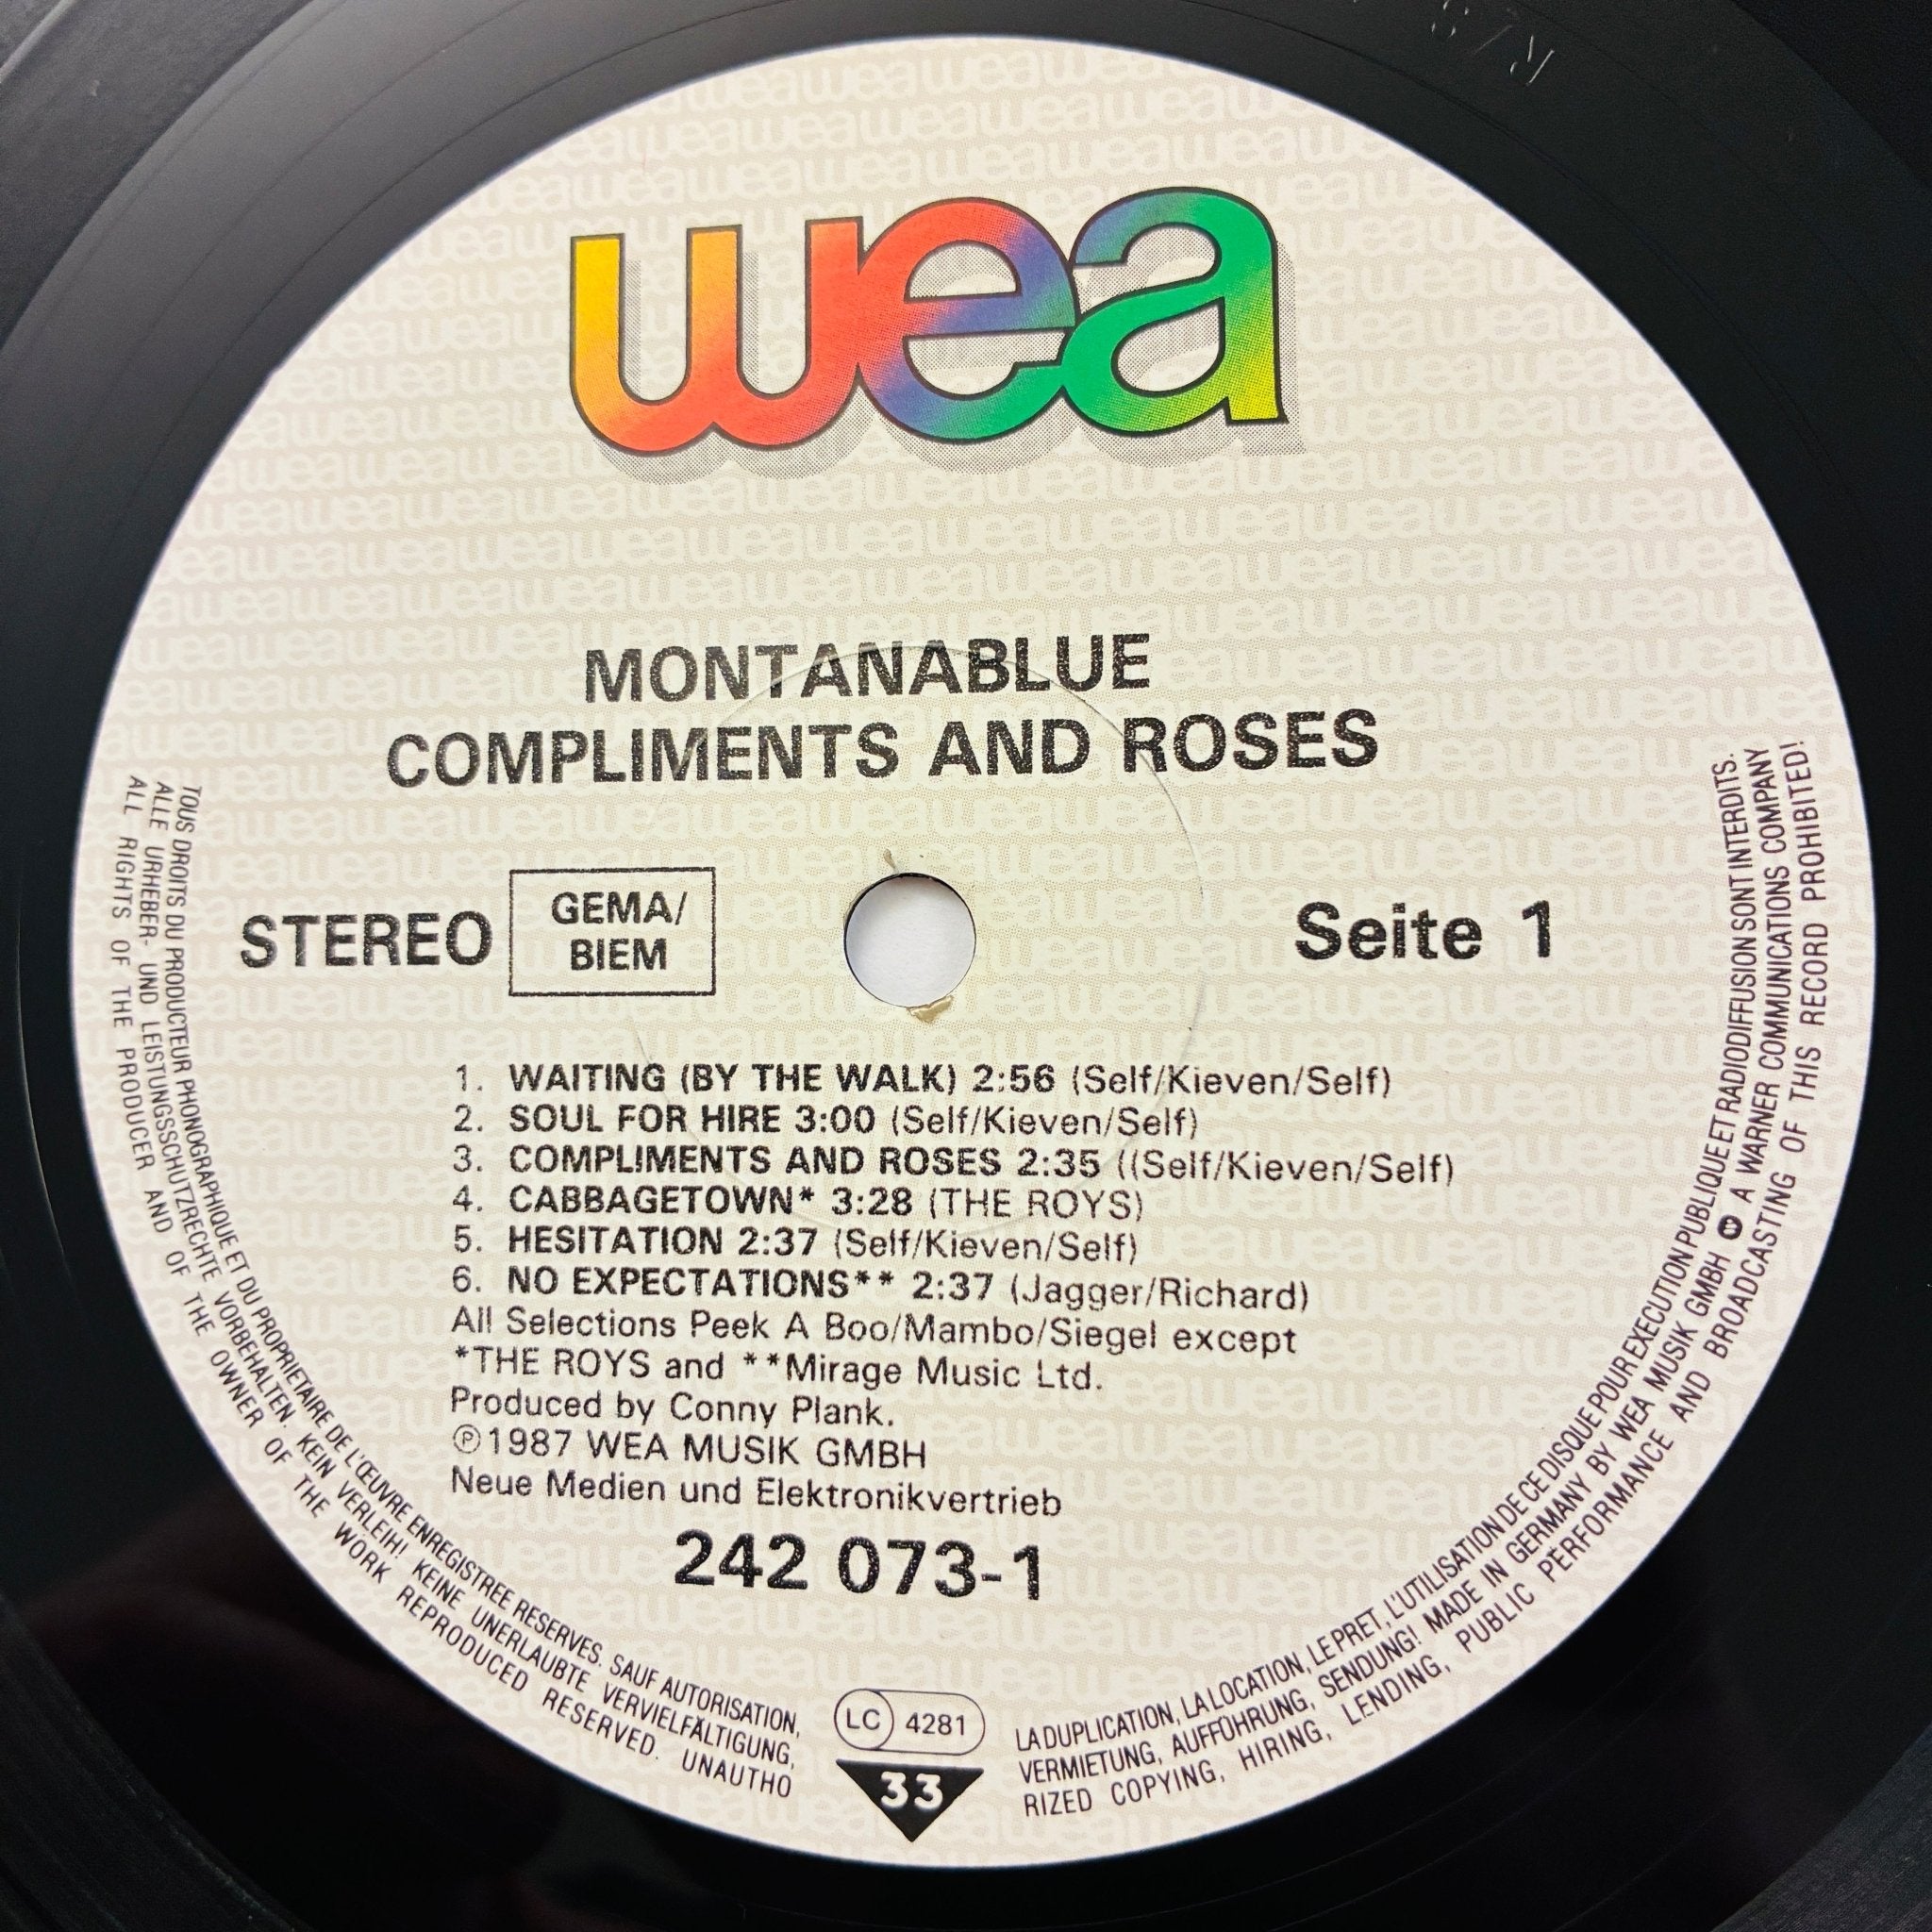 wea
MONTANABLUE
COMPLIMENTS AND ROSES
STEREO
GEMA/
BIEM
Seite 1
1. WAITING (BY THE WALK) 2:56 (Self/Kieven/Self)
2. SOUL FOR HIRE 3:00 (Self/Kieven/Self)
3. COMPLIMENTS AND ROSES 2:35 ((Self/Kieven/Self)
4. CABBAGETOWN* 3:28 (THE ROYS)
5. HESITATION 2:37 (Self/Kieven/Self)
6. NO EXPECTATIONS** 2:37 (Jagger/Richard)
All Selections Peek A Boo/Mambo/Siegel except
*THE ROYS and **Mirage Music Ltd.
Produced by Conny Plank.
℗1987 WEA MUSIK GMBH
Neue Medien und Elektronikvertrieb
242 073-1
LC 4281
33
TOUS DROITS DU PRODUCTEUR PHONOGRAPHIQUE ET DU PROPRIETAIRE DE L'ŒUVRE ENREGISTREE RESERVES. SAUF AUTORISATION,
LA DUPLICATION, LA LOCATION, LE PRET, L'UTILISATION DE CE DISQUE POUR EXECUTION PUBLIQUE ET RADIODIFFUSION SONT INTERDITS.
ALLE URHEBER- UND LEISTUNGSSCHUTZRECHTE VORBEHALTEN. KEIN VERLEIH! KEINE UNERLAUBTE VERVIELFÄLTIGUNG,
VERMIETUNG, AUFFÜHRUNG, SENDUNG! MADE IN GERMANY BY WEA MUSIK GMBH A WARNER COMMUNICATIONS COMPANY
ALL RIGHTS OF THE PRODUCER AND OF THE OWNER OF THE WORK REPRODUCED RESERVED. UNAUTHO
RIZED COPYING, HIRING, LENDING, PUBLIC PERFORMANCE AND BROADCASTING OF THIS RECORD PROHIBITED!